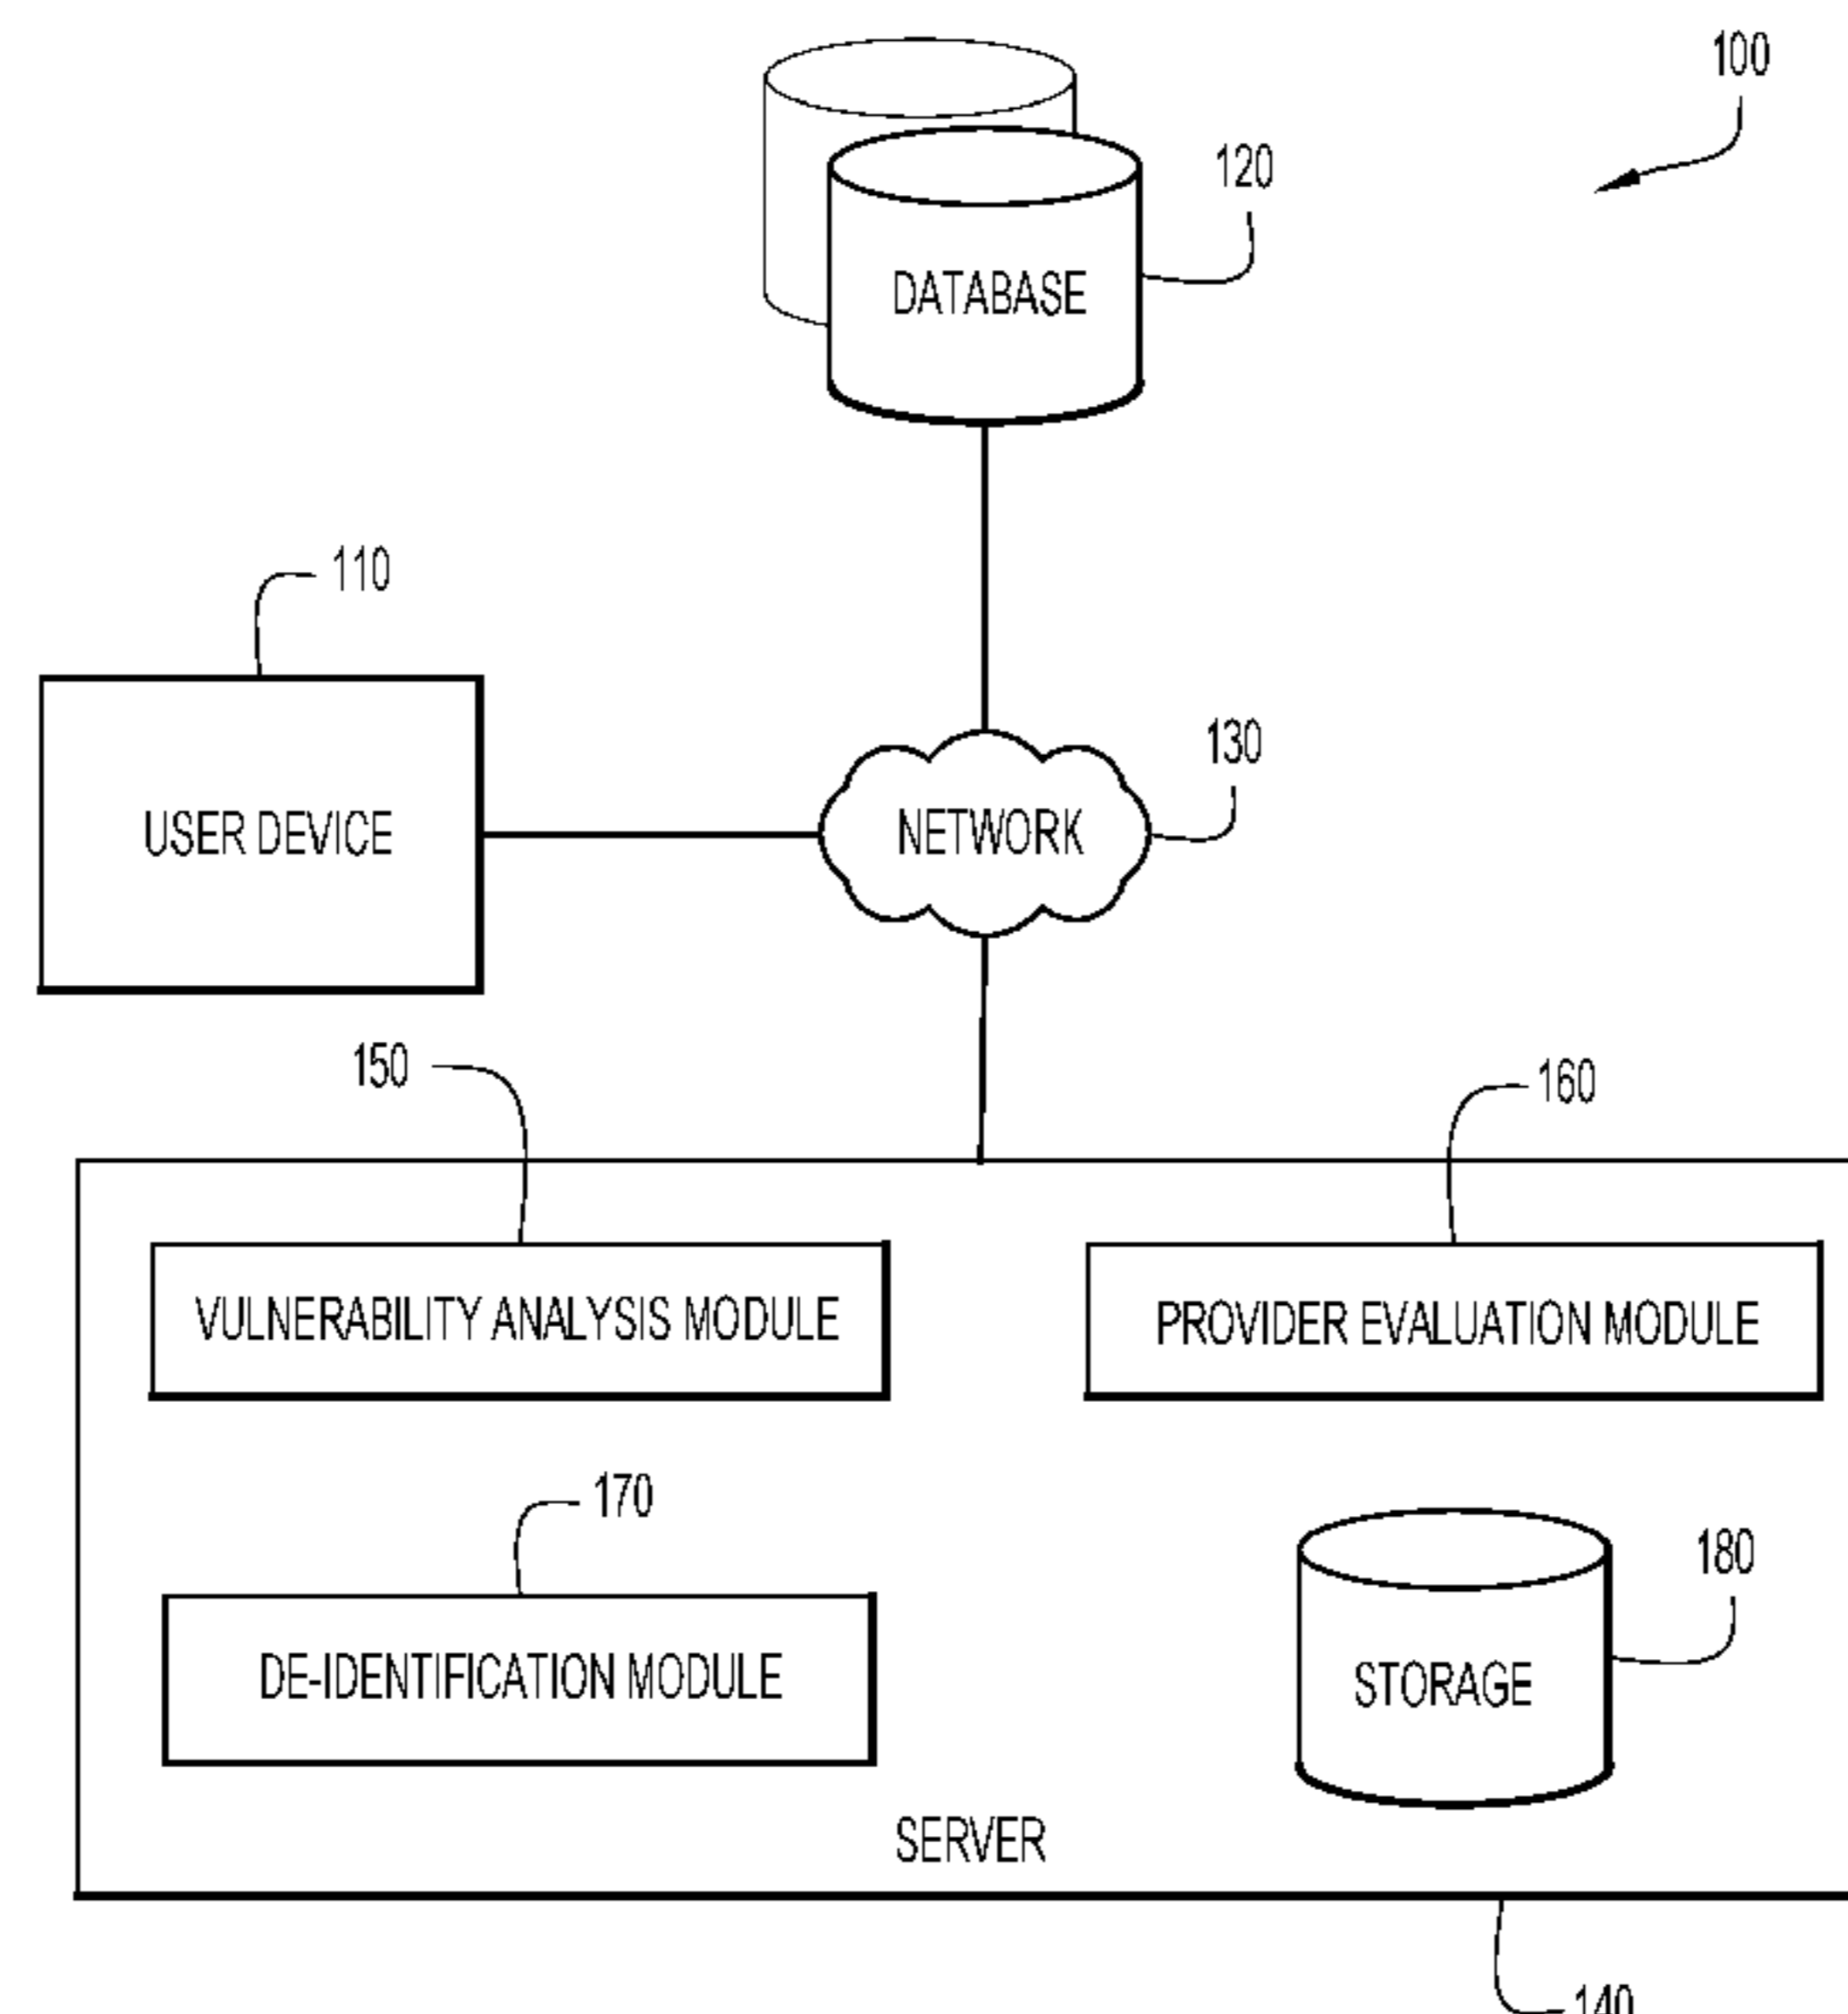 100
120
DATABASE
110
130
USER DEVICE
NETWORK
150
160
VULNERABILITY ANALYSIS MODULE
PROVIDER EVALUATION MODULE
170
180
DE-IDENTIFICATION MODULE
STORAGE
SERVER
140